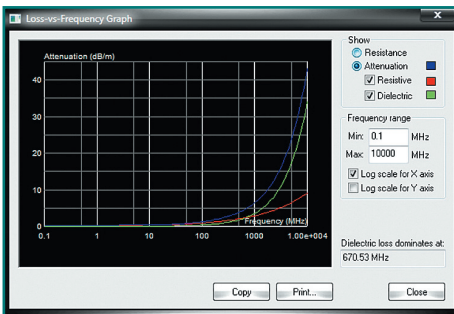 Loss-vs-Frequency Graph
x
Attenuation (dB/m)
40
30
20
10
0
0.1 1 10 100 1000 1.00e+004
Frequency (MHz)
Show
Resistance
Attenuation
Resistive
Dielectric
Frequency range
Min: 0.1 MHz
Max: 10000 MHz
Log scale for X axis
Log scale for Y axis
Dielectric loss dominates at:
670.53 MHz
Copy Print... Close